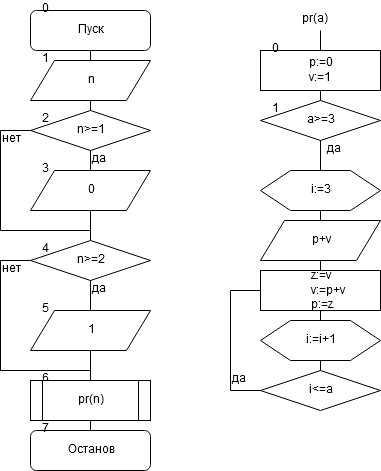 0
Пуск
1
n
2
n>=1
нет
да
3
0
4
n>=2
нет
да
5
1
6
pr(n)
7
Останов
pr(a)
0
p:=0
v:=1
1
a>=3
да
i:=3
p+v
z:=v
v:=p+v
p:=z
i:=i+1
да
i<=a